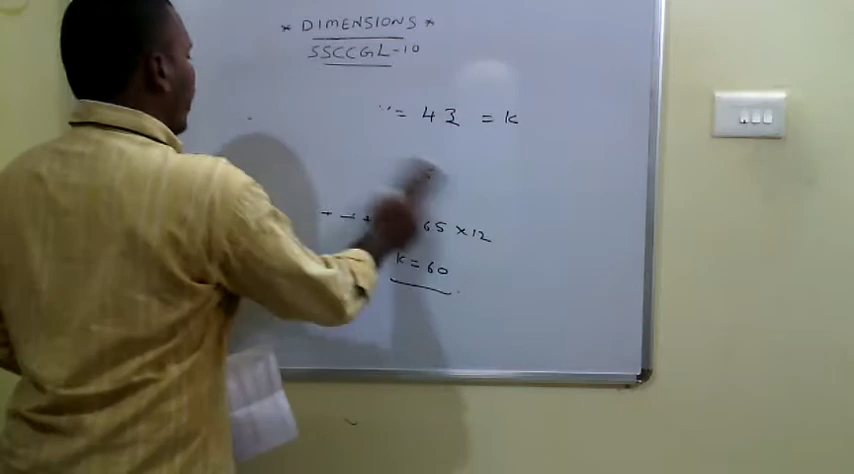 * DIMENSIONS *
SSCCGL-10
= 43 = k
65 × 12
k = 60